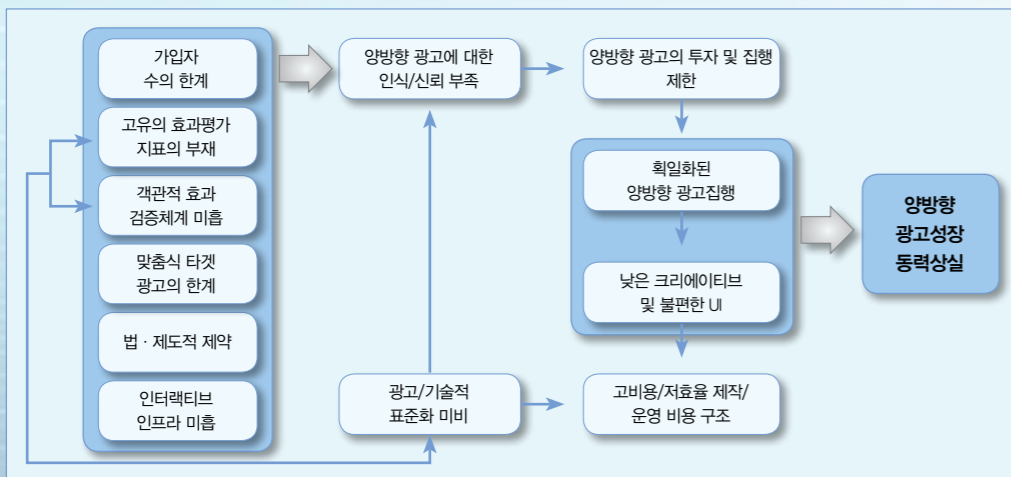 가입자
수의 한계
고유의 효과평가
지표의 부재
객관적 효과
검증체계 미흡
맞춤식 타겟
광고의 한계
법 · 제도적 제약
인터랙티브
인프라 미흡
양방향 광고에 대한
인식/신뢰 부족
광고/기술적
표준화 미비
양방향 광고의 투자 및 집행
제한
획일화된
양방향 광고집행
낮은 크리에이티브
및 불편한 UI
고비용/저효율 제작/
운영 비용 구조
양방향
광고성장
동력상실